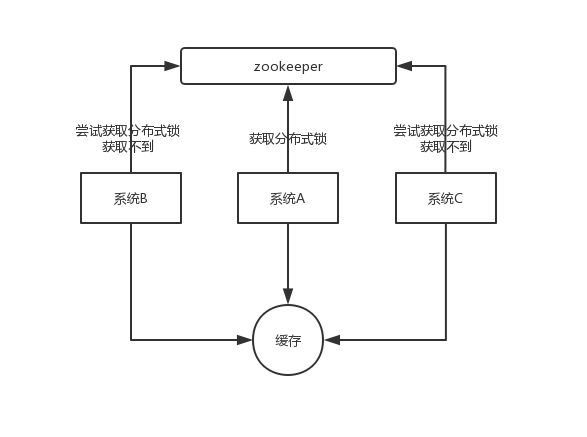 zookeeper
尝试获取分布式锁
获取不到
获取分布式锁
尝试获取分布式锁
获取不到
系统B
系统A
系统C
缓存